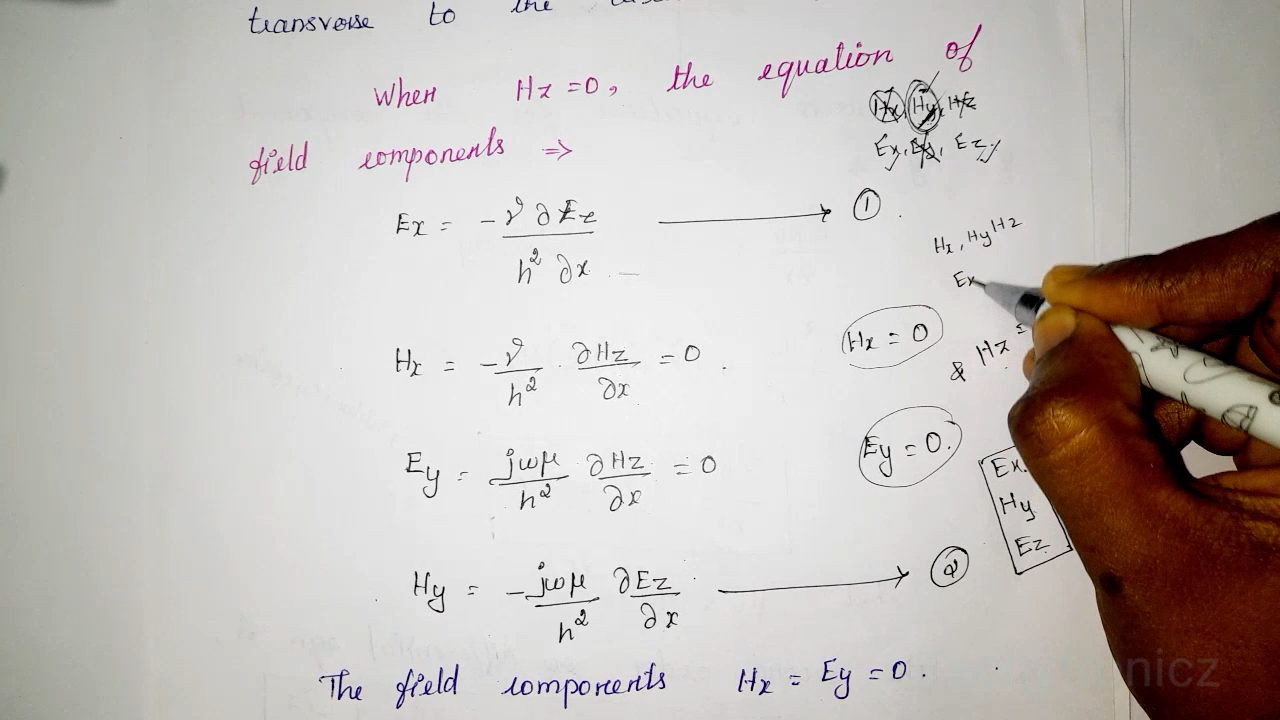 transverse to the
When Hz = 0, the equation of
field components ⇒
Hx, Hy, Hz
Ex, Ey, Ez,
Ex = -γ ∂Ez / h² ∂x → ①
Hx, Hy Hz
Ex
Hx = -γ/h² · ∂Hz/∂x = 0
Hx = 0
& Hz =
Ey = jωμ/h² ∂Hz/∂x = 0
Ey = 0.
Ex.
Hy
Ez
Hy = -jωμ/h² ∂Ez/∂x → ②
The field components Hx = Ey = 0.